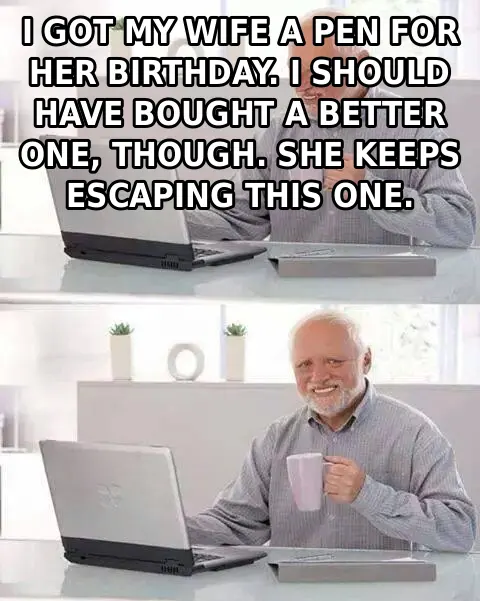 I GOT MY WIFE A PEN FOR
HER BIRTHDAY. I SHOULD
HAVE BOUGHT A BETTER
ONE, THOUGH. SHE KEEPS
ESCAPING THIS ONE.